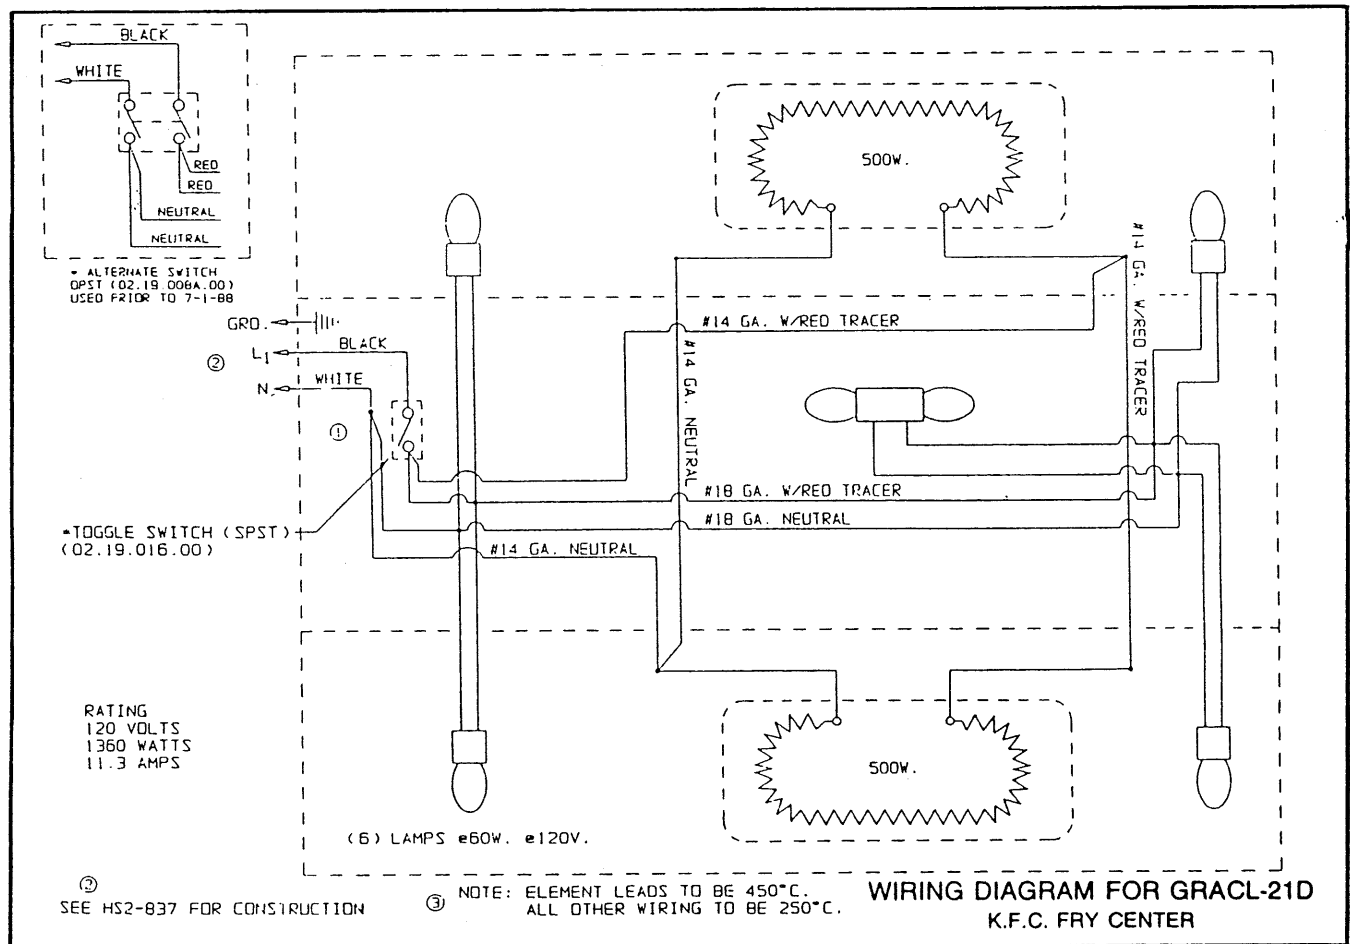 BLACK
WHITE
RED
RED
NEUTRAL
NEUTRAL
* ALTERNATE SWITCH
DPST (02.19.008A.00)
USED PRIOR TO 7-1-88
500W.
#14 GA. W/RED TRACER
GRD.
#14 GA. W/RED TRACER
② L1
BLACK
N
WHITE
①
#14 GA. NEUTRAL
#18 GA. W/RED TRACER
#18 GA. NEUTRAL
*TOGGLE SWITCH (SPST)
(02.19.016.00)
#14 GA. NEUTRAL
RATING
120 VOLTS
1360 WATTS
11.3 AMPS
500W.
(6) LAMPS @60W. @120V.
②
SEE HS2-837 FOR CONSTRUCTION
③ NOTE: ELEMENT LEADS TO BE 450°C.
ALL OTHER WIRING TO BE 250°C.
WIRING DIAGRAM FOR GRACL-21D
K.F.C. FRY CENTER